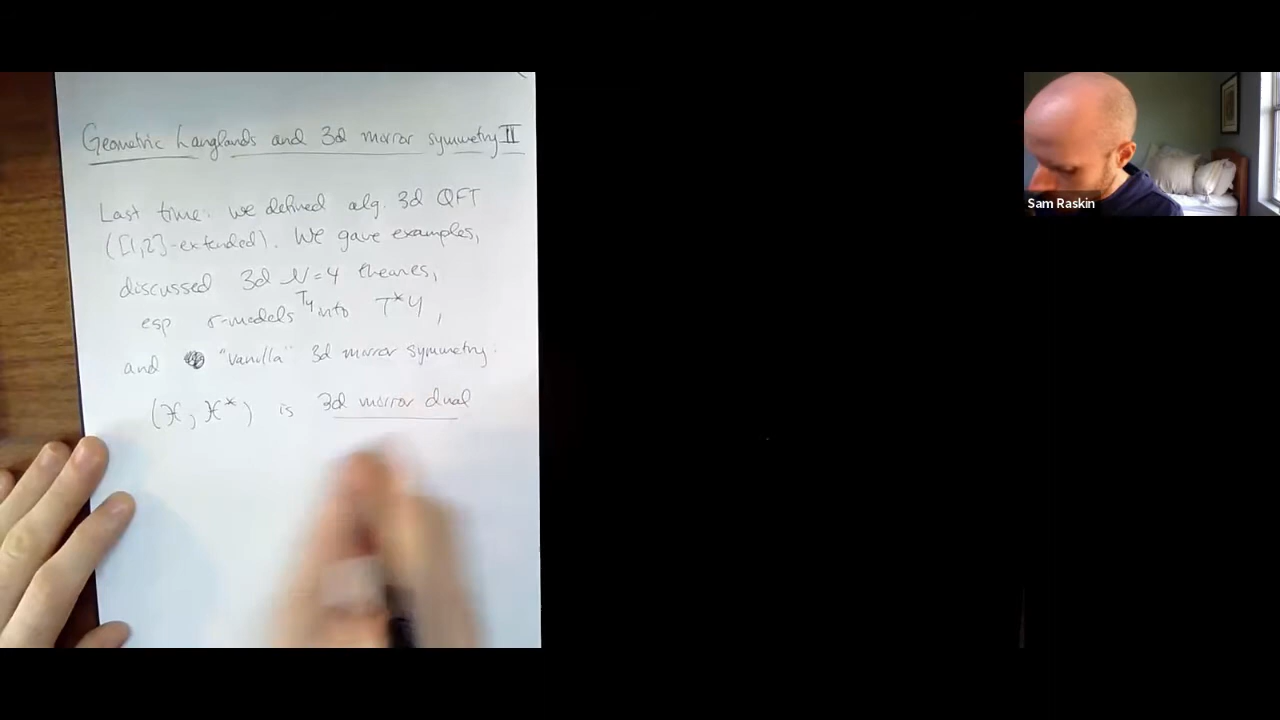 Geometric Langlands and 3d mirror symmetry II
Last time: we defined alg. 3d QFT
([1,2]-extended). We gave examples,
discussed 3d N=4 theories,
esp σ-models T_Y into T*Y,
and "vanilla" 3d mirror symmetry:
(𝓗, 𝓗*) is 3d mirror dual
Sam Raskin